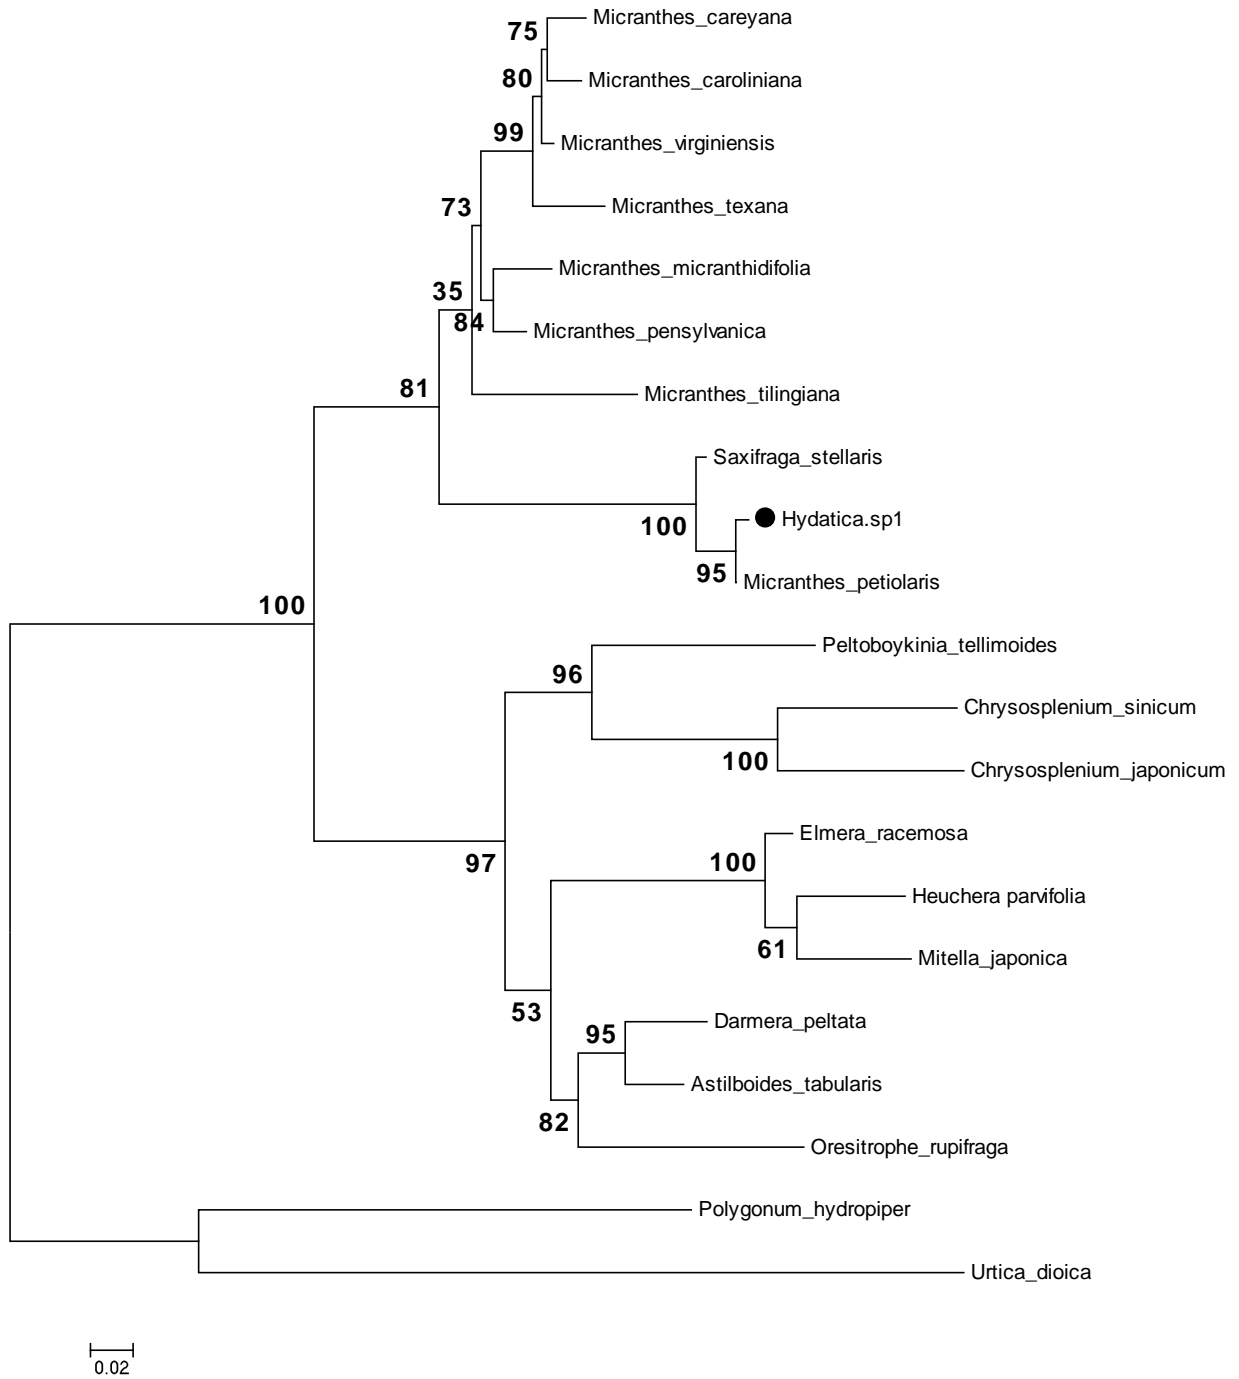 Micranthes_careyana
75
Micranthes_caroliniana
80
Micranthes_virginiensis
99
Micranthes_texana
73
Micranthes_micranthidifolia
35
84
Micranthes_pensylvanica
81
Micranthes_tilingiana
Saxifraga_stellaris
Hydatica.sp1
100
95
Micranthes_petiolaris
100
Peltoboykinia_tellimoides
96
Chrysosplenium_sinicum
100
Chrysosplenium_japonicum
Elmera_racemosa
100
97
Heuchera parvifolia
61
Mitella_japonica
53
Darmera_peltata
95
Astilboides_tabularis
82
Oresitrophe_rupifraga
Polygonum_hydropiper
Urtica_dioica
0.02